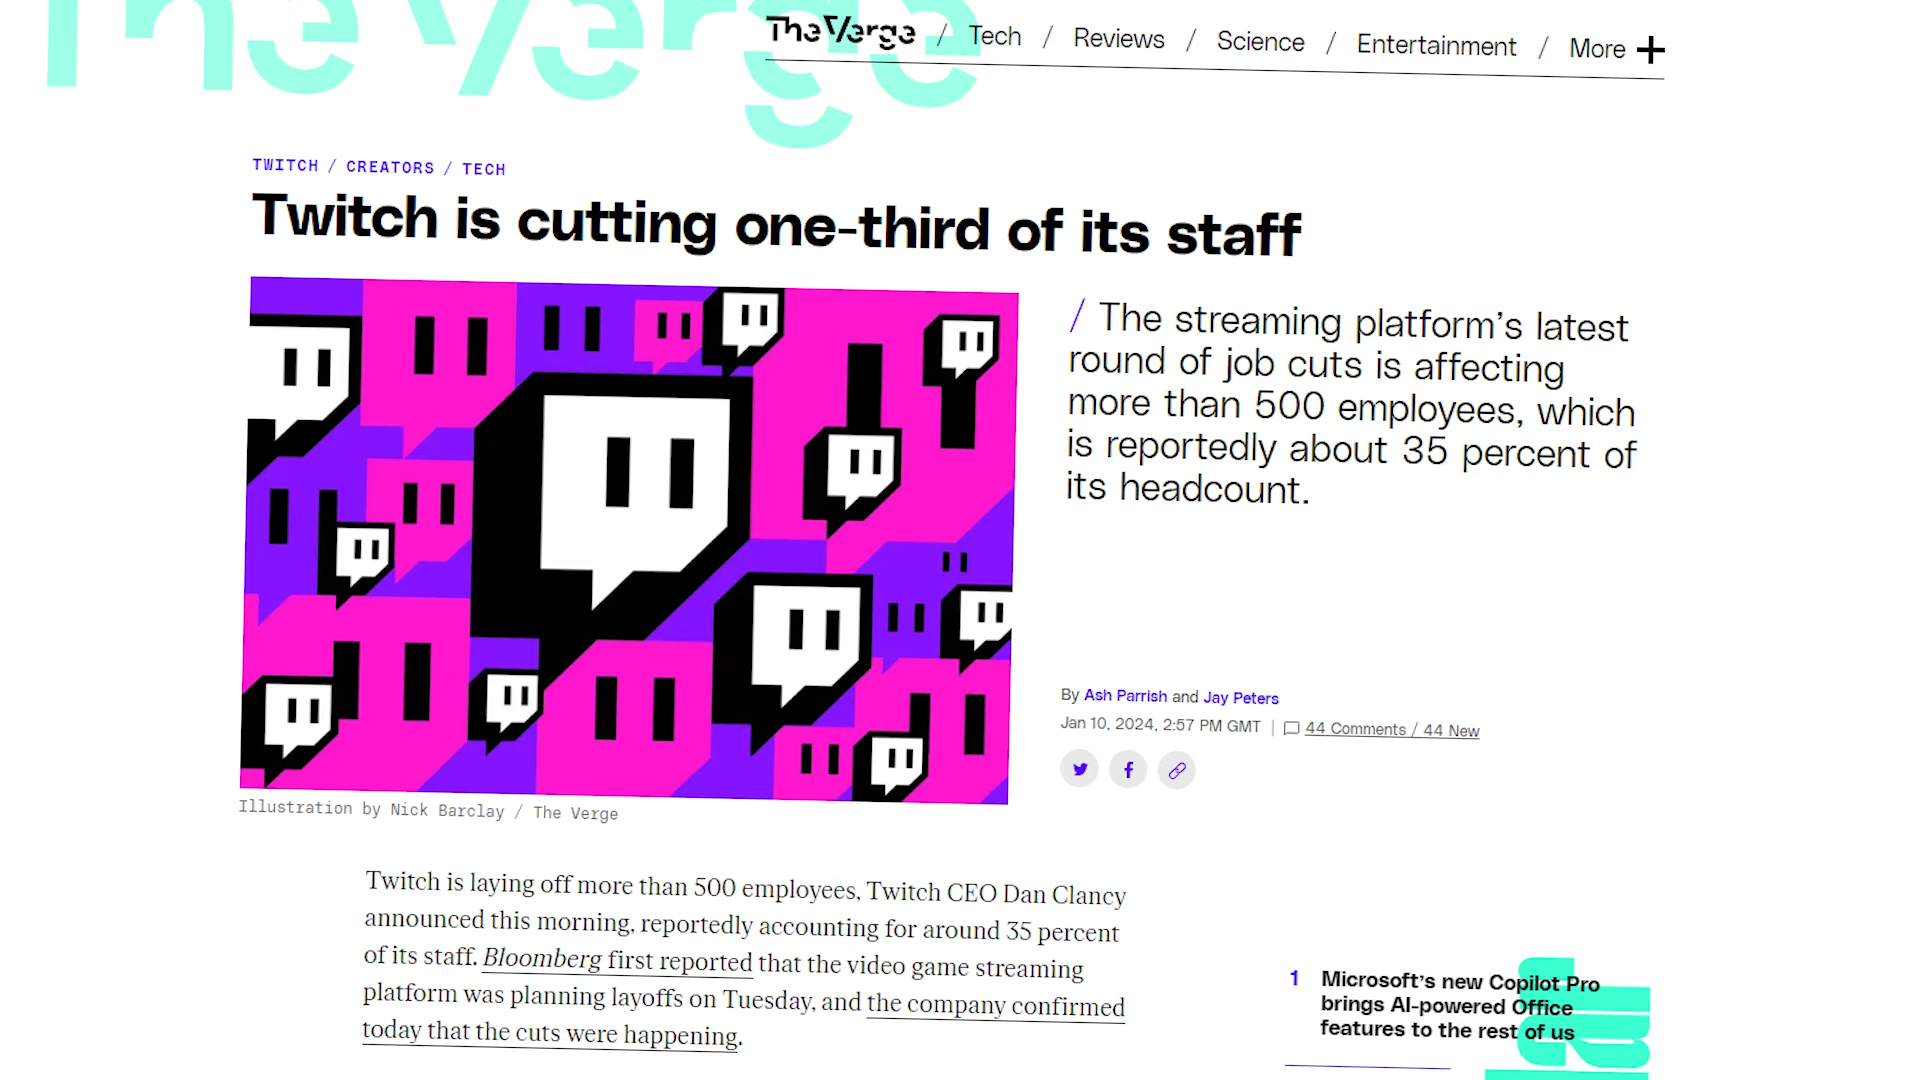 The Verge
The Verge / Tech / Reviews / Science / Entertainment / More +
TWITCH / CREATORS / TECH
Twitch is cutting one-third of its staff
/ The streaming platform’s latest
round of job cuts is affecting
more than 500 employees, which
is reportedly about 35 percent of
its headcount.
By Ash Parrish and Jay Peters
Jan 10, 2024, 2:57 PM GMT | 44 Comments / 44 New
Illustration by Nick Barclay / The Verge
Twitch is laying off more than 500 employees, Twitch CEO Dan Clancy
announced this morning, reportedly accounting for around 35 percent
of its staff. Bloomberg first reported that the video game streaming
platform was planning layoffs on Tuesday, and the company confirmed
today that the cuts were happening.
1 Microsoft’s new Copilot Pro
brings AI-powered Office
features to the rest of us